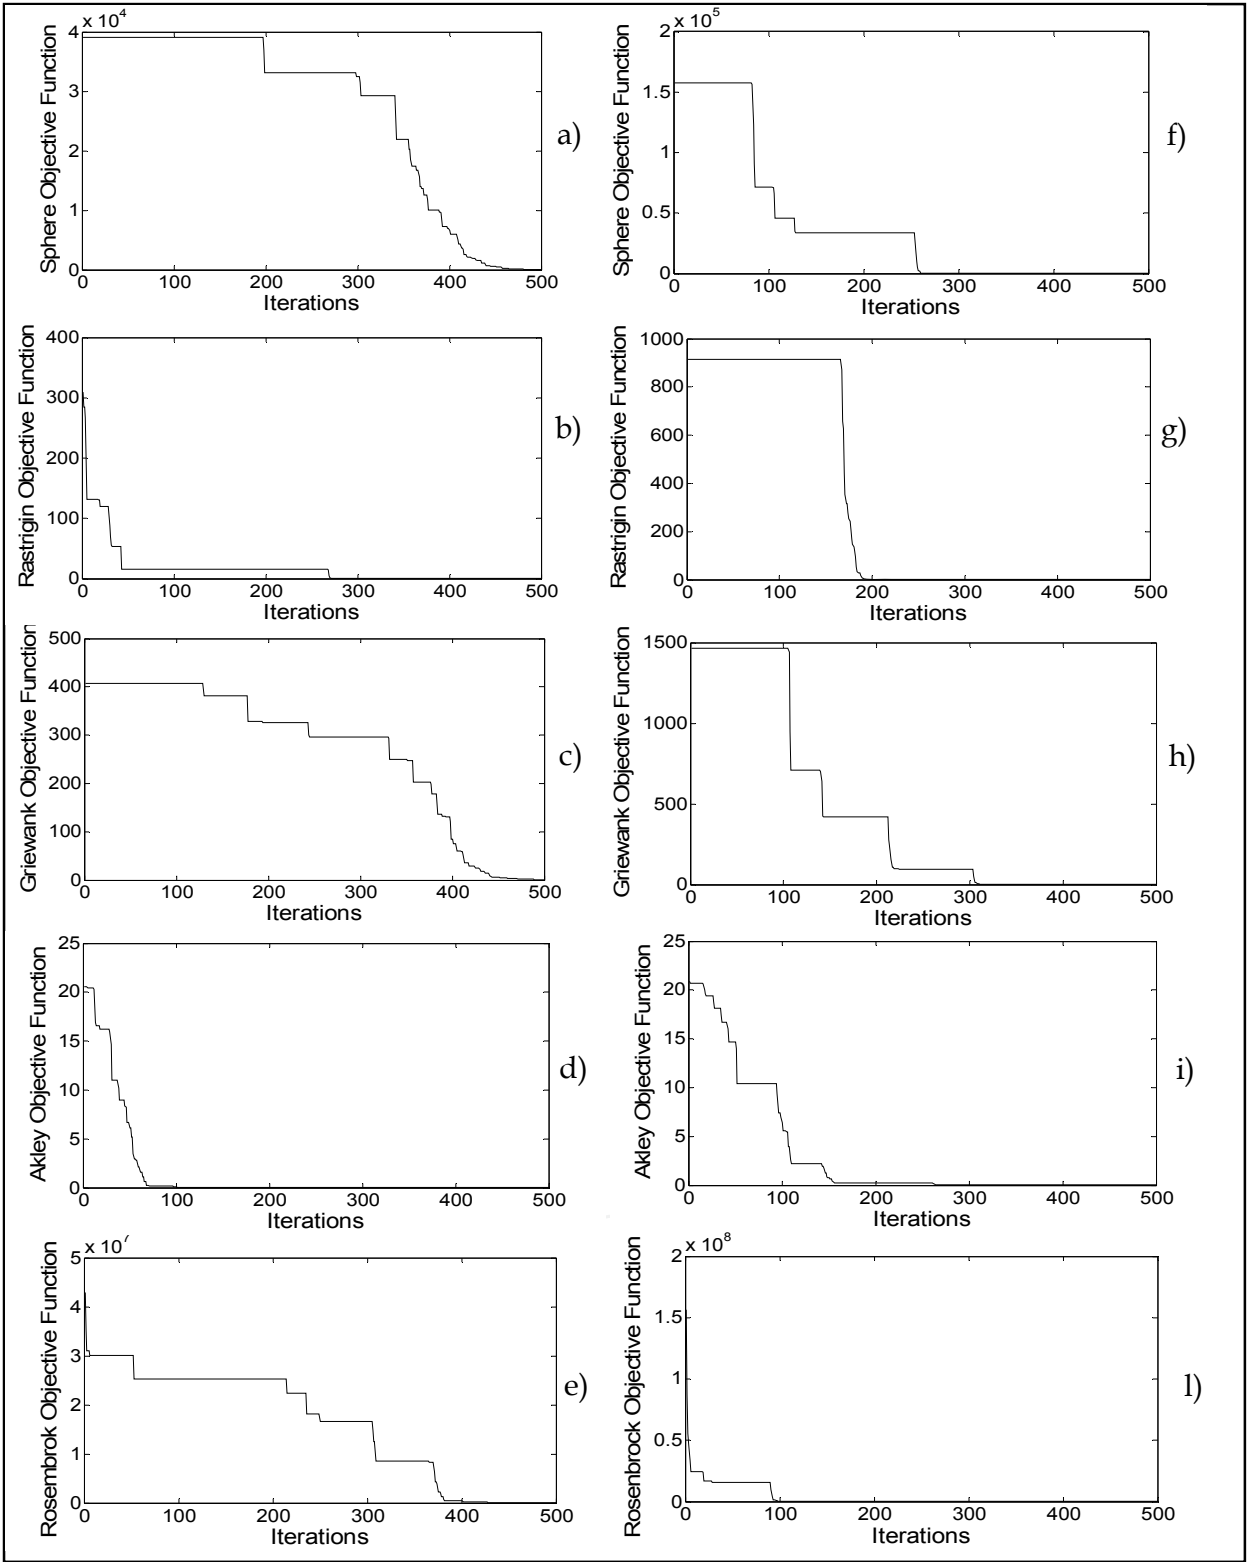 x 10^4
4
3
2
1
0
0 100 200 300 400 500
Iterations
Sphere Objective Function
a)
x 10^5
2
1.5
1
0.5
0
0 100 200 300 400 500
Iterations
Sphere Objective Function
f)
400
300
200
100
0
0 100 200 300 400 500
Iterations
Rastrigin Objective Function
b)
1000
800
600
400
200
0
0 100 200 300 400 500
Iterations
Rastrigin Objective Function
g)
500
400
300
200
100
0
0 100 200 300 400 500
Iterations
Griewank Objective Function
c)
1500
1000
500
0
0 100 200 300 400 500
Iterations
Griewank Objective Function
h)
25
20
15
10
5
0
0 100 200 300 400 500
Iterations
Akley Objective Function
d)
25
20
15
10
5
0
0 100 200 300 400 500
Iterations
Akley Objective Function
i)
x 10^7
5
4
3
2
1
0
0 100 200 300 400 500
Iterations
Rosembrok Objective Function
e)
x 10^8
2
1.5
1
0.5
0
0 100 200 300 400 500
Iterations
Rosenbrock Objective Function
l)